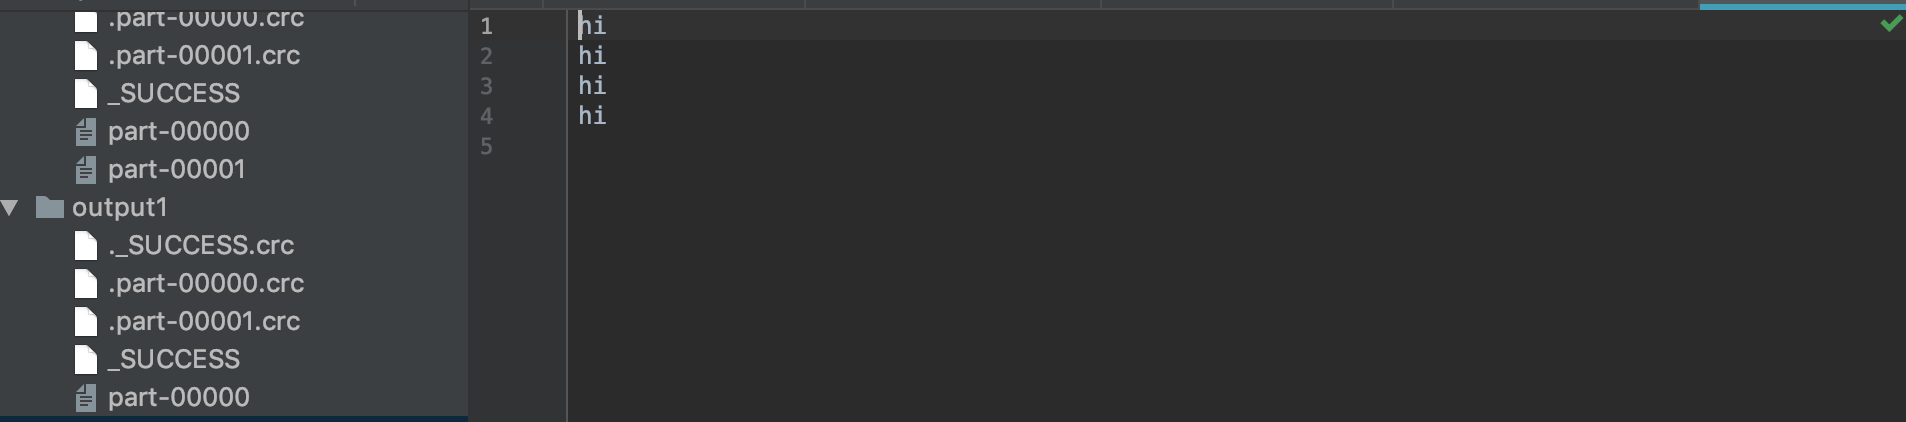 .part-00000.crc
.part-00001.crc
_SUCCESS
part-00000
part-00001
output1
._SUCCESS.crc
.part-00000.crc
.part-00001.crc
_SUCCESS
part-00000
1 hi
2 hi
3 hi
4 hi
5